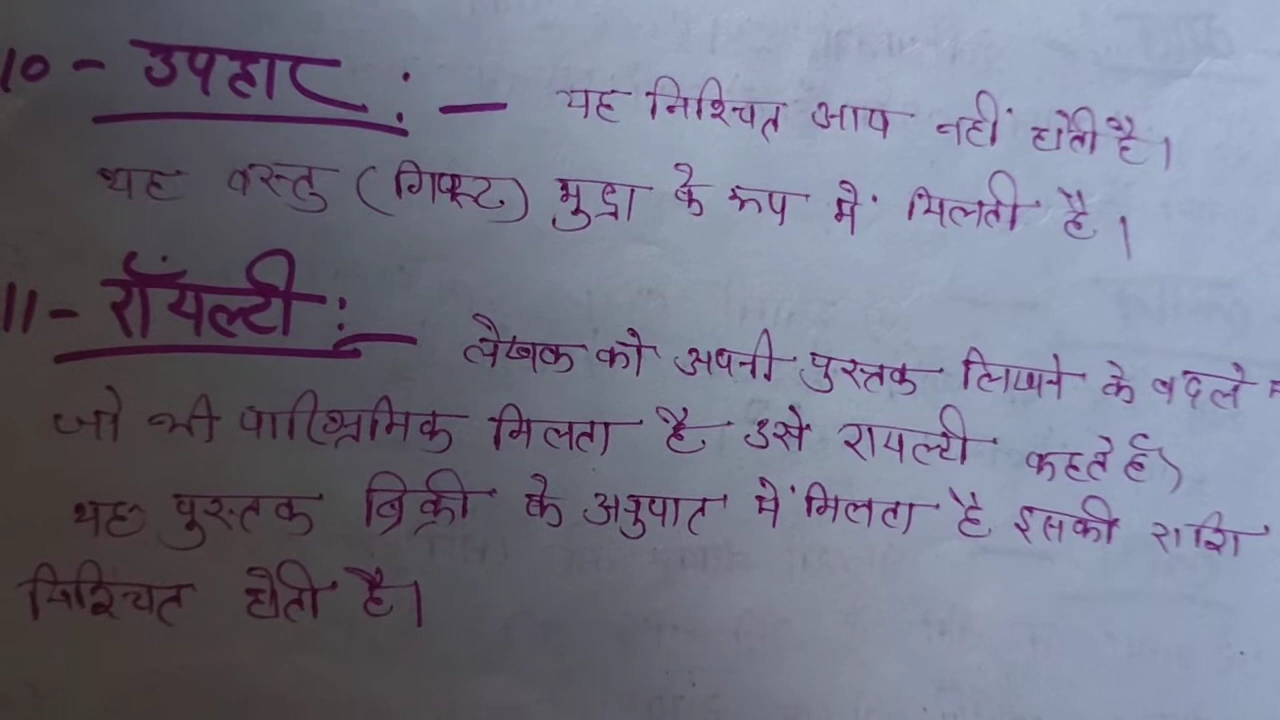 10 - उपहार : - यह निश्चित आय नहीं होती है।
यह वस्तु (गिफ्ट) मुद्रा के रूप में मिलती है।
11 - रॉयल्टी : - लेखक को अपनी पुस्तक लिखने के बदले
जो भी पारिश्रमिक मिलता है उसे रायल्टी कहते हैं।
यह पुस्तक बिक्री के अनुपात में मिलता है इसकी राशि
निश्चित होती है।